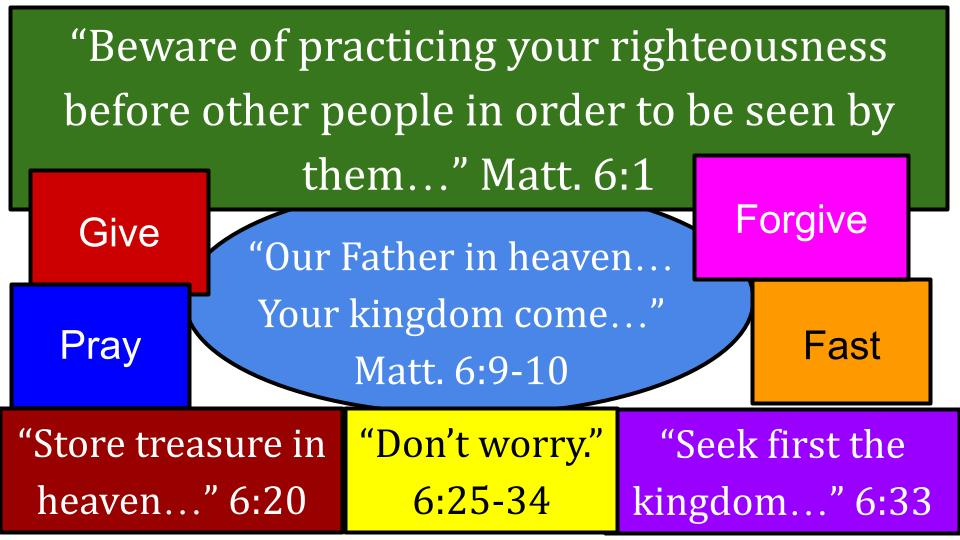 “Beware of practicing your righteousness
before other people in order to be seen by
them…” Matt. 6:1
Give
Forgive
“Our Father in heaven…
Your kingdom come…”
Matt. 6:9-10
Pray
Fast
“Store treasure in
heaven…” 6:20
“Don’t worry.”
6:25-34
“Seek first the
kingdom…” 6:33